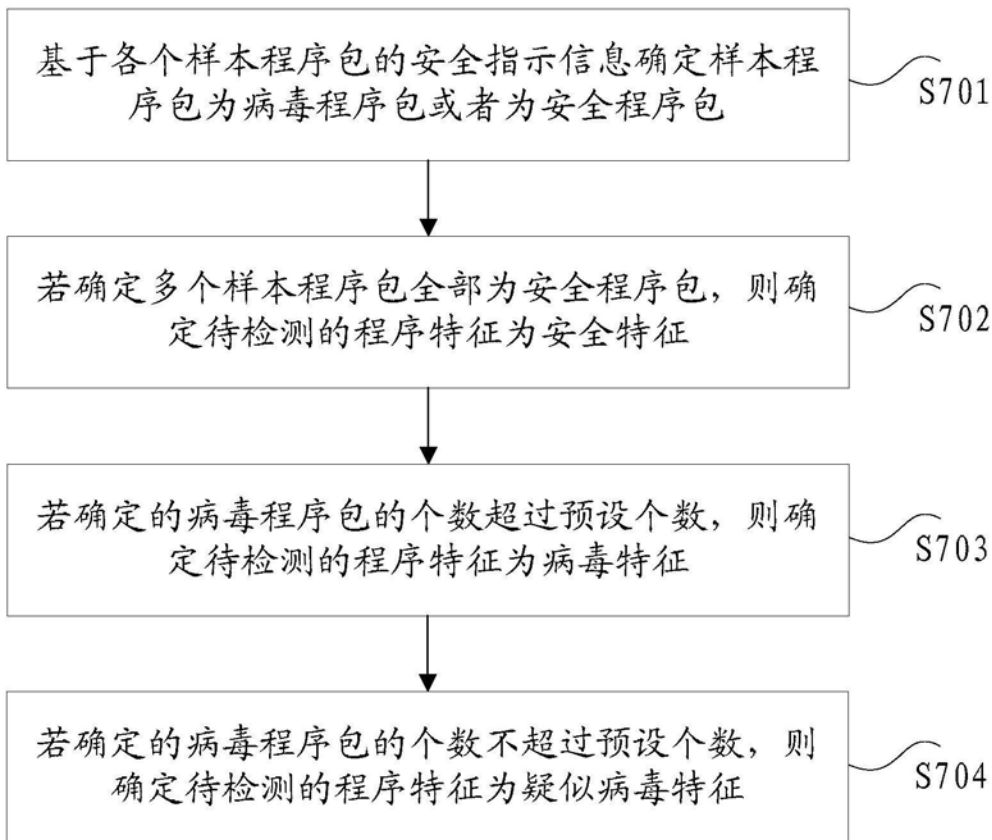 基于各个样本程序包的安全指示信息确定样本程
序包为病毒程序包或者为安全程序包
S701
若确定多个样本程序包全部为安全程序包，则确
定待检测的程序特征为安全特征
S702
若确定的病毒程序包的个数超过预设个数，则确
定待检测的程序特征为病毒特征
S703
若确定的病毒程序包的个数不超过预设个数，则
确定待检测的程序特征为疑似病毒特征
S704